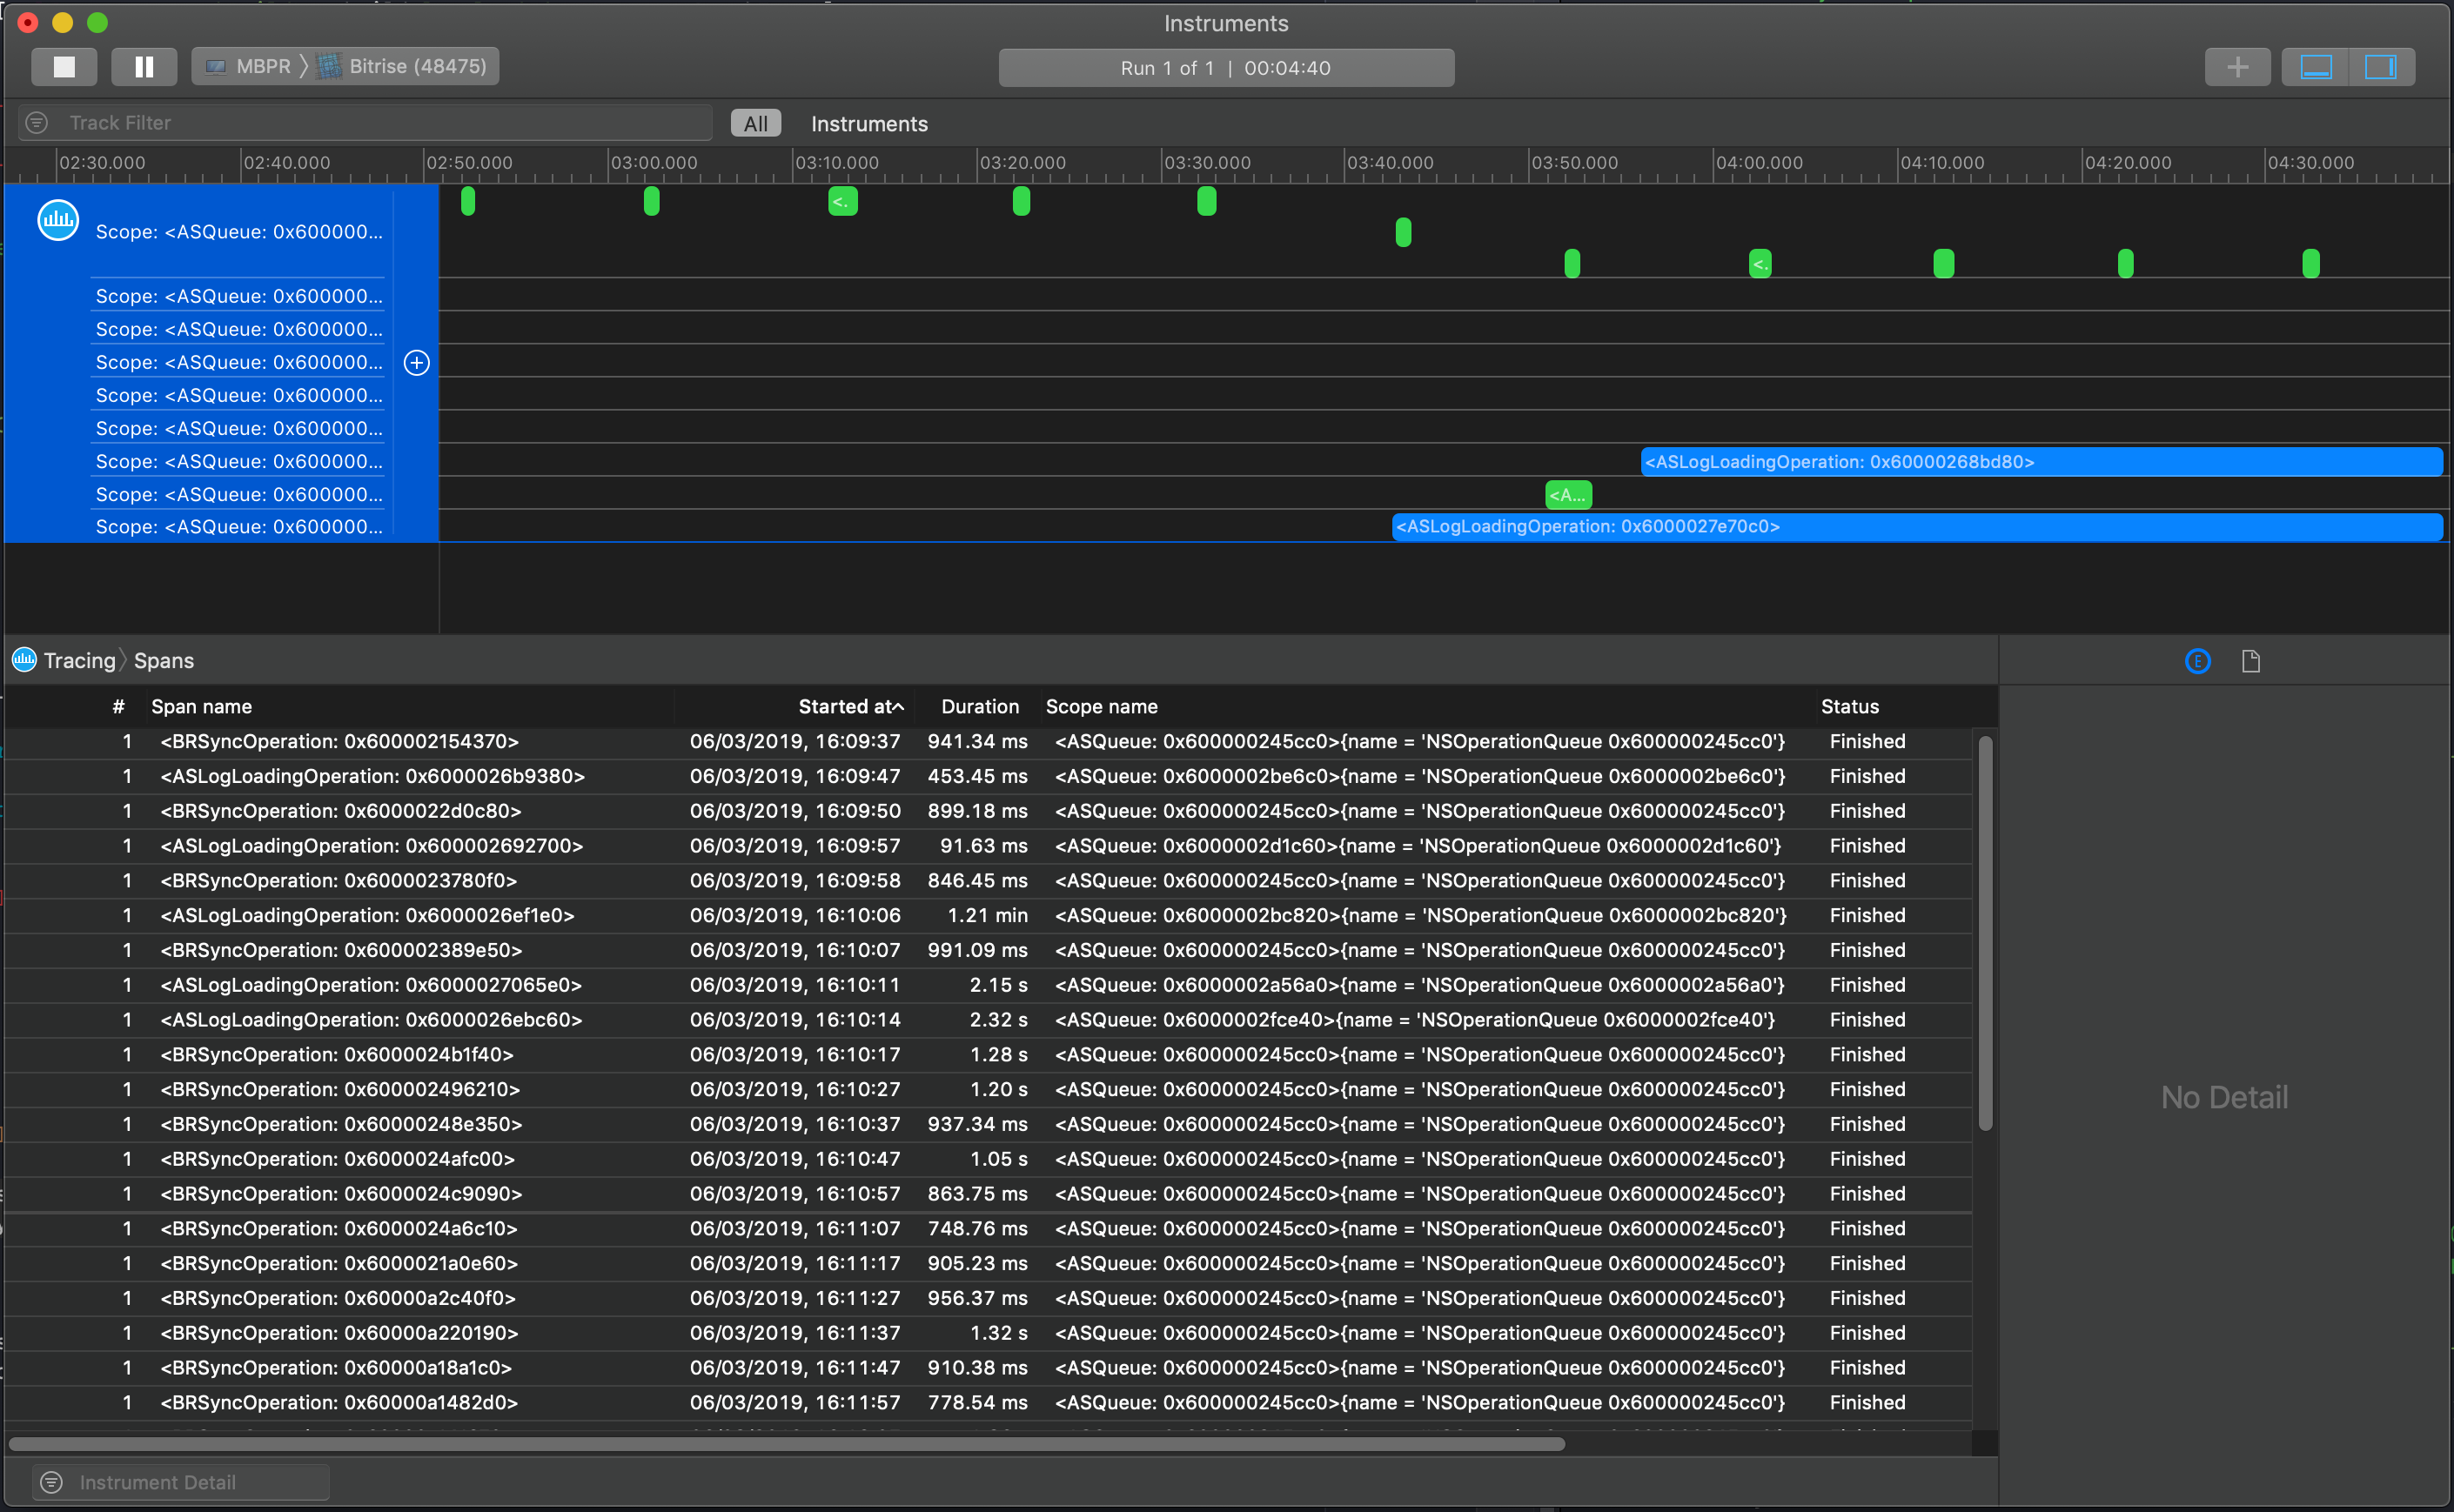 Instruments
MBPR Bitrise (48475)
Run 1 of 1 | 00:04:40
Track Filter All Instruments
02:30.000 02:40.000 02:50.000 03:00.000 03:10.000 03:20.000 03:30.000 03:40.000 03:50.000 04:00.000 04:10.000 04:20.000 04:30.000
<.
Scope: <ASQueue: 0x600000...
<.
Scope: <ASQueue: 0x600000...
Scope: <ASQueue: 0x600000...
Scope: <ASQueue: 0x600000...
Scope: <ASQueue: 0x600000...
Scope: <ASQueue: 0x600000...
Scope: <ASQueue: 0x600000... <ASLogLoadingOperation: 0x60000268bd80>
Scope: <ASQueue: 0x600000... <A...
Scope: <ASQueue: 0x600000... <ASLogLoadingOperation: 0x6000027e70c0>
Tracing Spans E
# Span name Started at Duration Scope name Status
1 <BRSyncOperation: 0x600002154370> 06/03/2019, 16:09:37 941.34 ms <ASQueue: 0x600000245cc0>{name = 'NSOperationQueue 0x600000245cc0'} Finished
1 <ASLogLoadingOperation: 0x6000026b9380> 06/03/2019, 16:09:47 453.45 ms <ASQueue: 0x6000002be6c0>{name = 'NSOperationQueue 0x6000002be6c0'} Finished
1 <BRSyncOperation: 0x6000022d0c80> 06/03/2019, 16:09:50 899.18 ms <ASQueue: 0x600000245cc0>{name = 'NSOperationQueue 0x600000245cc0'} Finished
1 <ASLogLoadingOperation: 0x600002692700> 06/03/2019, 16:09:57 91.63 ms <ASQueue: 0x6000002d1c60>{name = 'NSOperationQueue 0x6000002d1c60'} Finished
1 <BRSyncOperation: 0x6000023780f0> 06/03/2019, 16:09:58 846.45 ms <ASQueue: 0x600000245cc0>{name = 'NSOperationQueue 0x600000245cc0'} Finished
1 <ASLogLoadingOperation: 0x6000026ef1e0> 06/03/2019, 16:10:06 1.21 min <ASQueue: 0x6000002bc820>{name = 'NSOperationQueue 0x6000002bc820'} Finished
1 <BRSyncOperation: 0x600002389e50> 06/03/2019, 16:10:07 991.09 ms <ASQueue: 0x600000245cc0>{name = 'NSOperationQueue 0x600000245cc0'} Finished
1 <ASLogLoadingOperation: 0x6000027065e0> 06/03/2019, 16:10:11 2.15 s <ASQueue: 0x6000002a56a0>{name = 'NSOperationQueue 0x6000002a56a0'} Finished
1 <ASLogLoadingOperation: 0x6000026ebc60> 06/03/2019, 16:10:14 2.32 s <ASQueue: 0x6000002fce40>{name = 'NSOperationQueue 0x6000002fce40'} Finished
1 <BRSyncOperation: 0x6000024b1f40> 06/03/2019, 16:10:17 1.28 s <ASQueue: 0x600000245cc0>{name = 'NSOperationQueue 0x600000245cc0'} Finished
1 <BRSyncOperation: 0x600002496210> 06/03/2019, 16:10:27 1.20 s <ASQueue: 0x600000245cc0>{name = 'NSOperationQueue 0x600000245cc0'} Finished
1 <BRSyncOperation: 0x60000248e350> 06/03/2019, 16:10:37 937.34 ms <ASQueue: 0x600000245cc0>{name = 'NSOperationQueue 0x600000245cc0'} Finished
1 <BRSyncOperation: 0x6000024afc00> 06/03/2019, 16:10:47 1.05 s <ASQueue: 0x600000245cc0>{name = 'NSOperationQueue 0x600000245cc0'} Finished
1 <BRSyncOperation: 0x6000024c9090> 06/03/2019, 16:10:57 863.75 ms <ASQueue: 0x600000245cc0>{name = 'NSOperationQueue 0x600000245cc0'} Finished
1 <BRSyncOperation: 0x6000024a6c10> 06/03/2019, 16:11:07 748.76 ms <ASQueue: 0x600000245cc0>{name = 'NSOperationQueue 0x600000245cc0'} Finished
1 <BRSyncOperation: 0x6000021a0e60> 06/03/2019, 16:11:17 905.23 ms <ASQueue: 0x600000245cc0>{name = 'NSOperationQueue 0x600000245cc0'} Finished
1 <BRSyncOperation: 0x60000a2c40f0> 06/03/2019, 16:11:27 956.37 ms <ASQueue: 0x600000245cc0>{name = 'NSOperationQueue 0x600000245cc0'} Finished
1 <BRSyncOperation: 0x60000a220190> 06/03/2019, 16:11:37 1.32 s <ASQueue: 0x600000245cc0>{name = 'NSOperationQueue 0x600000245cc0'} Finished
1 <BRSyncOperation: 0x60000a18a1c0> 06/03/2019, 16:11:47 910.38 ms <ASQueue: 0x600000245cc0>{name = 'NSOperationQueue 0x600000245cc0'} Finished
1 <BRSyncOperation: 0x60000a1482d0> 06/03/2019, 16:11:57 778.54 ms <ASQueue: 0x600000245cc0>{name = 'NSOperationQueue 0x600000245cc0'} Finished
No Detail
Instrument Detail